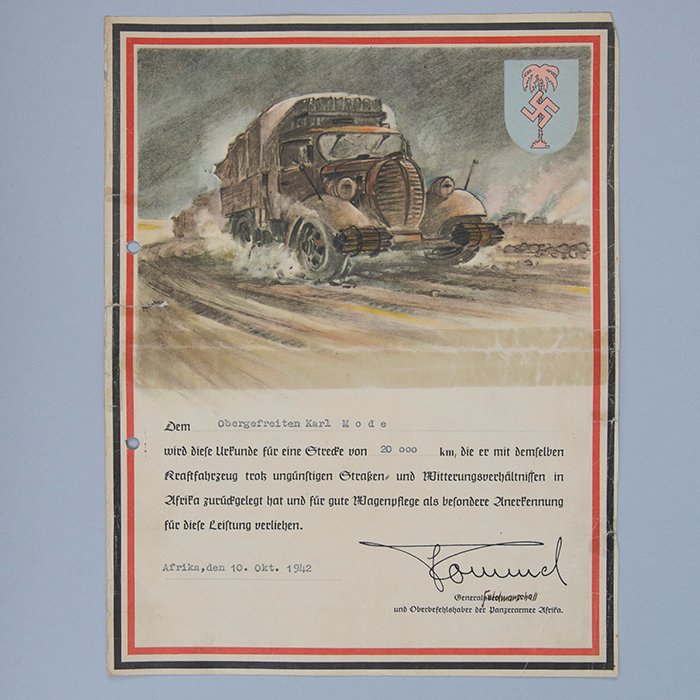 Dem Obergefreiten Karl M o d e
wird diese Urkunde für eine Strecke von 20 000 km, die er mit demselben
Kraftfahrzeug trotz ungünstigen Straßen- und Witterungsverhältnissen in
Afrika zurückgelegt hat und für gute Wagenpflege als besondere Anerkennung
für diese Leistung verliehen.
Afrika, den 10. Okt. 1942
Rommel
Generalfeldmarschall
und Oberbefehlshaber der Panzerarmee Afrika.